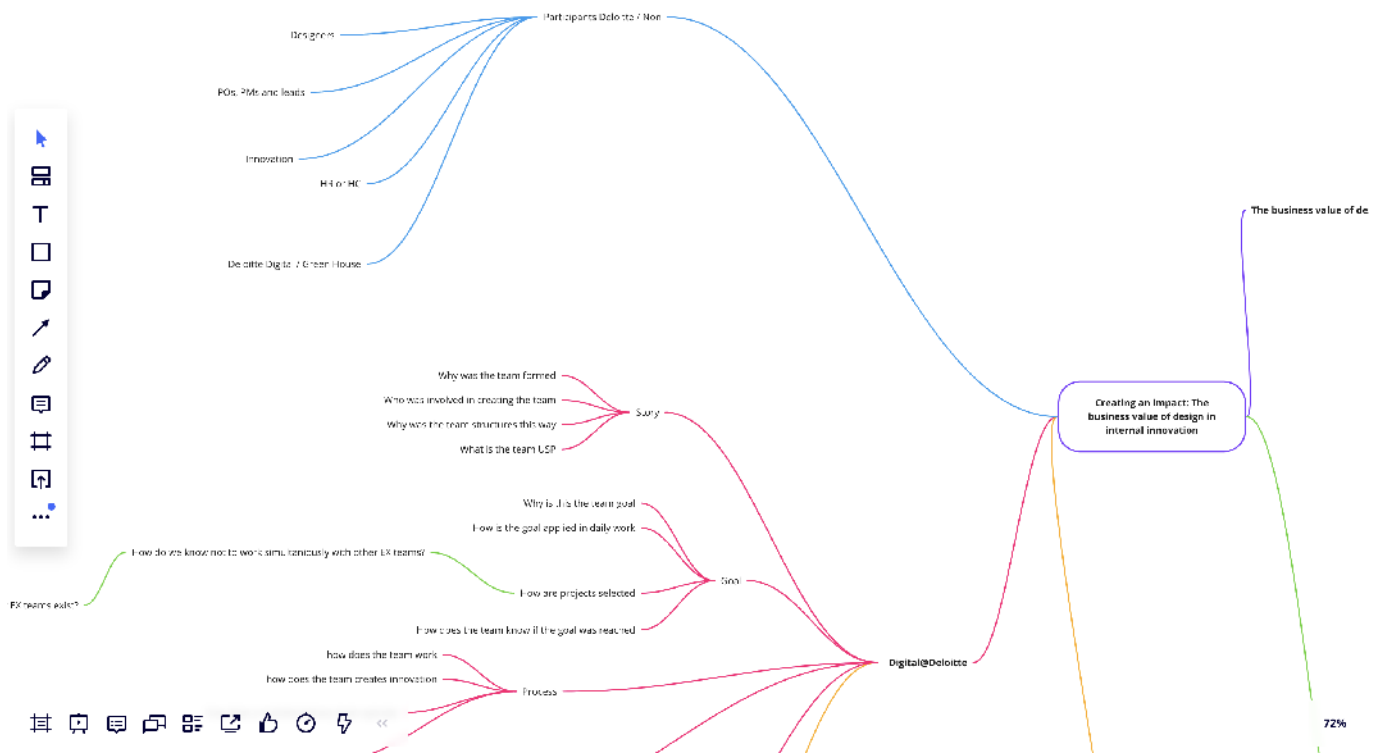 Participants Deloitte / Non
Designers
POs, PMs and leads
Innovation
HR or HC
Deloitte Digital / Green House
The business value of de
Creating an Impact: The
business value of design in
internal innovation
Why was the team formed
Who was involved in creating the team
Story
Why was the team structures this way
What is the team USP
Why is this the team goal
How is the goal applied in daily work
How do we know not to work simultaniously with other EX teams?
Goal
How are projects selected
EX teams exist?
How does the team know if the goal was reached
how does the team work
Digital@Deloitte
how does the team creates innovation
Process
T
72%